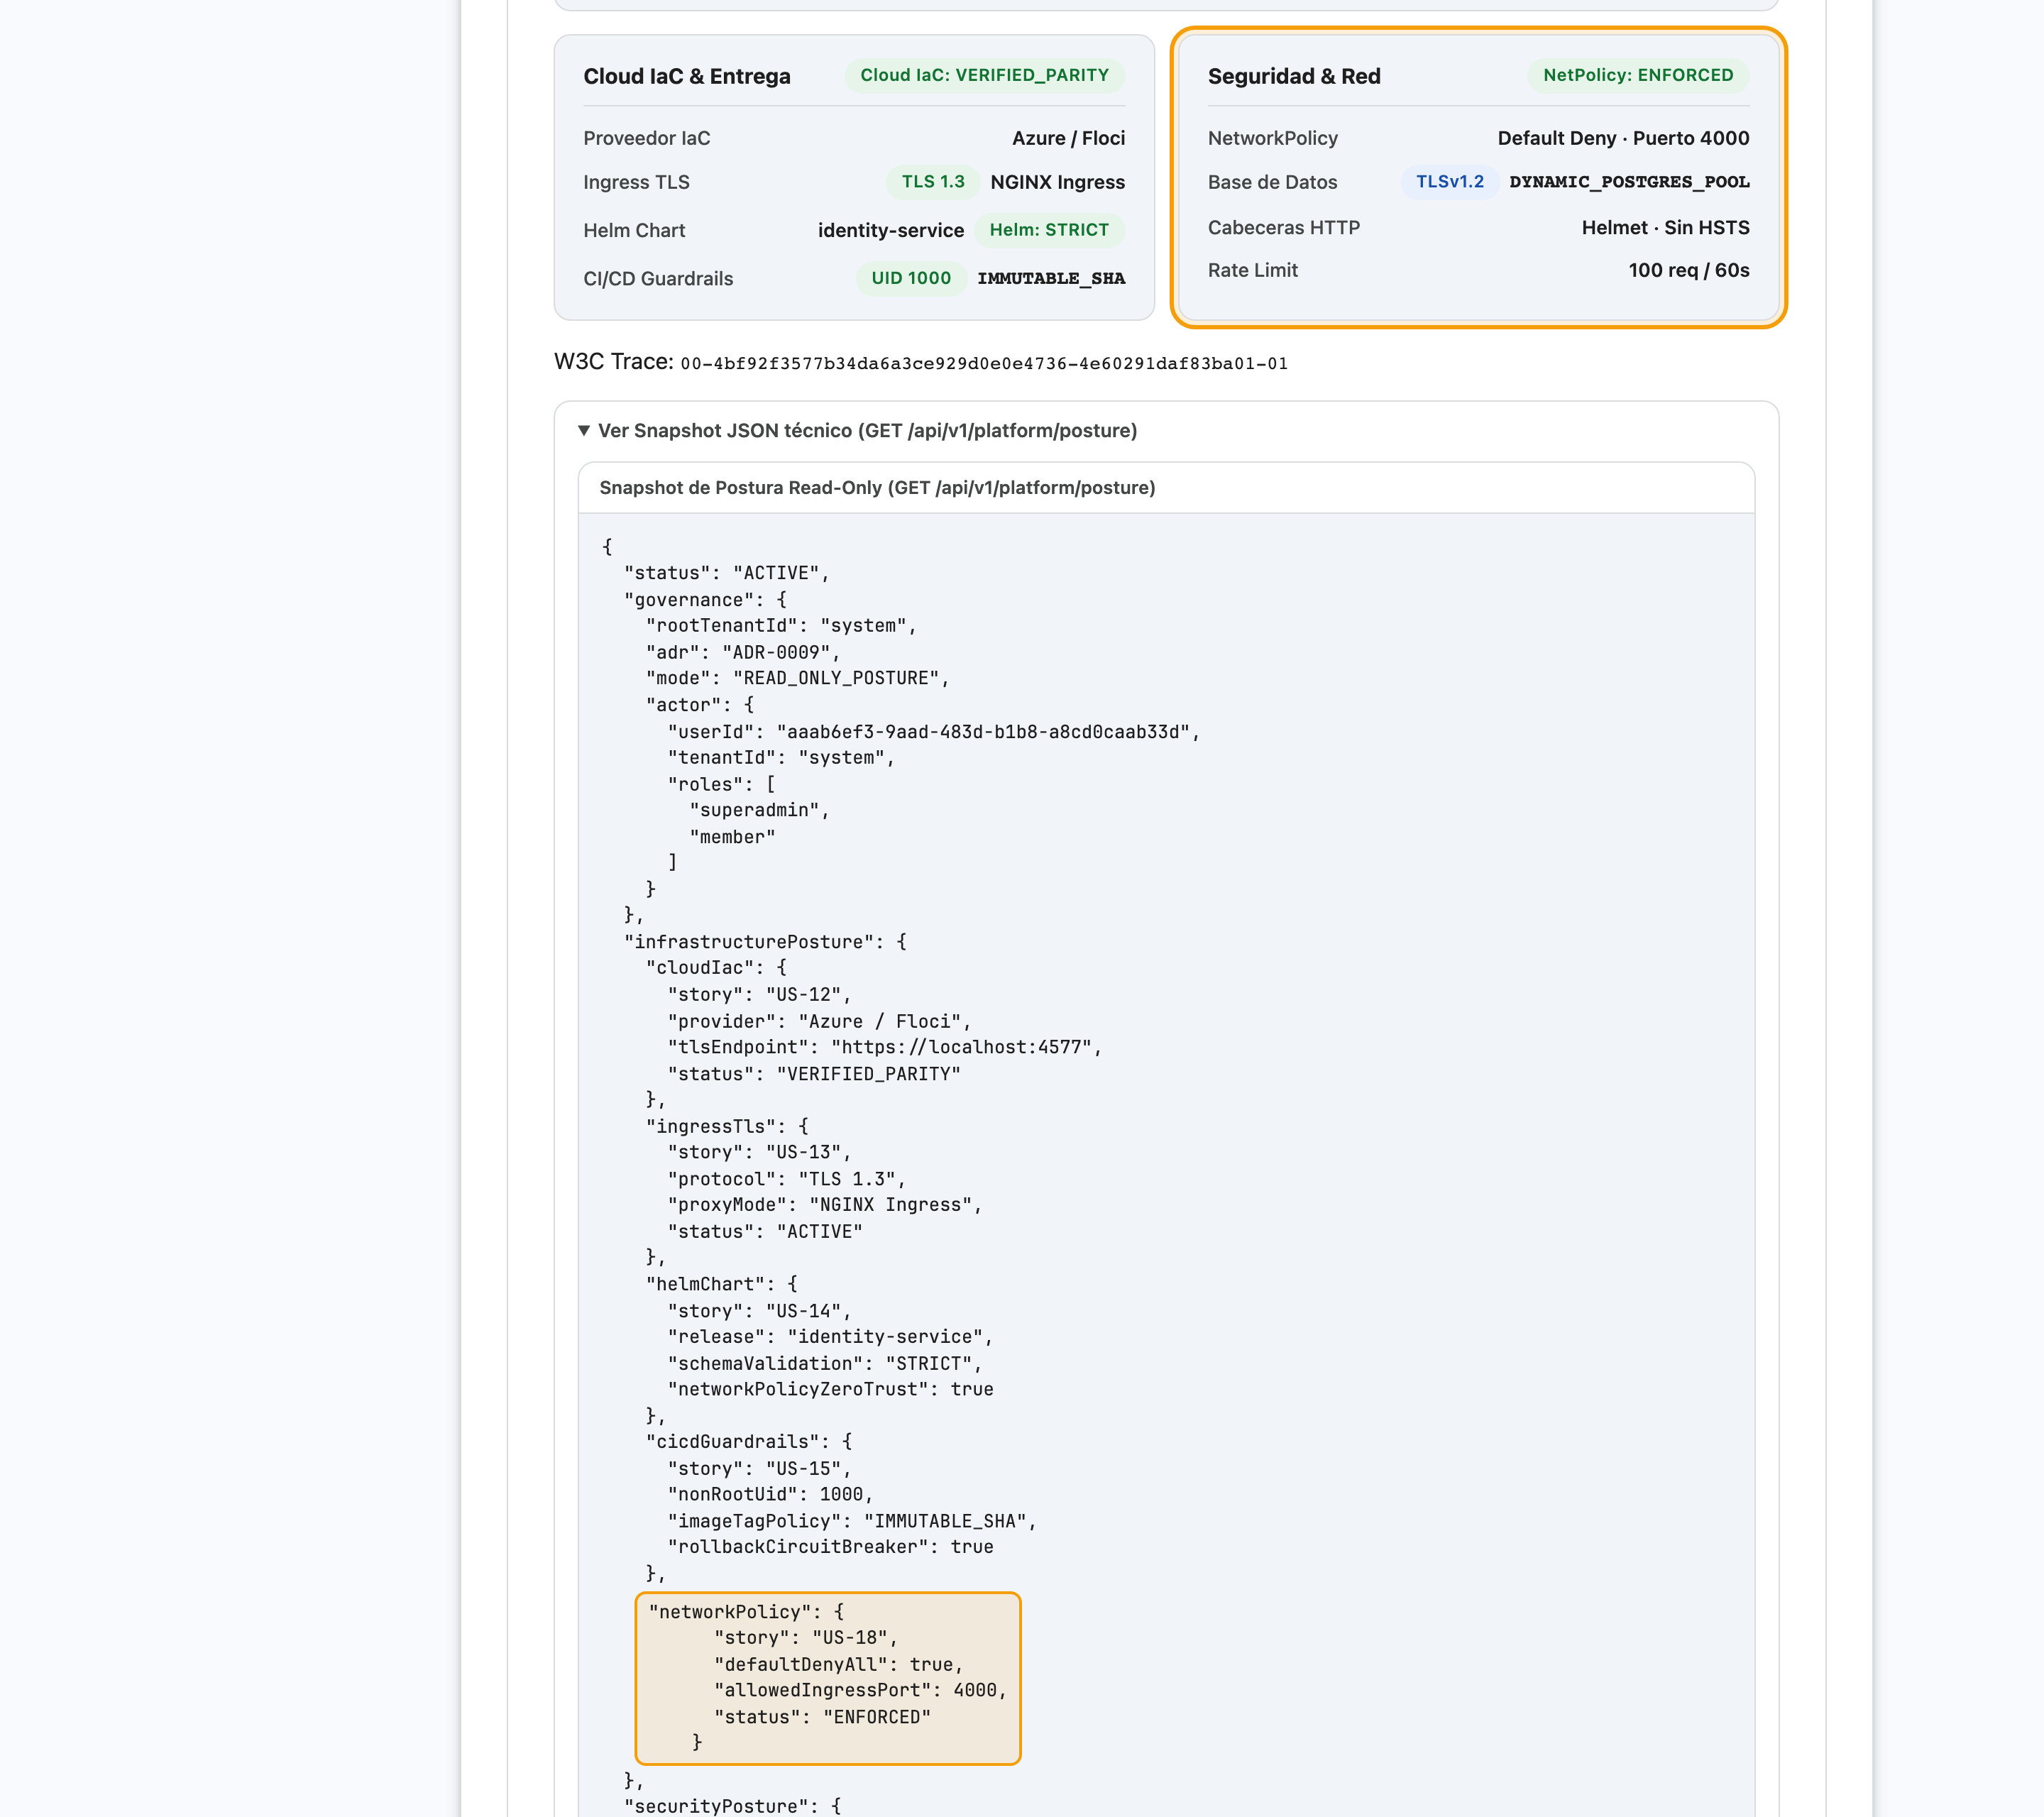 Cloud IaC & Entrega
Cloud IaC: VERIFIED_PARITY
Proveedor IaC
Azure / Floci
Ingress TLS
TLS 1.3 NGINX Ingress
Helm Chart
identity-service Helm: STRICT
CI/CD Guardrails
UID 1000 IMMUTABLE_SHA
Seguridad & Red
NetPolicy: ENFORCED
NetworkPolicy
Default Deny · Puerto 4000
Base de Datos
TLSv1.2 DYNAMIC_POSTGRES_POOL
Cabeceras HTTP
Helmet · Sin HSTS
Rate Limit
100 req / 60s
W3C Trace: 00-4bf92f3577b34da6a3ce929d0e0e4736-4e60291daf83ba01-01
▼ Ver Snapshot JSON técnico (GET /api/v1/platform/posture)
Snapshot de Postura Read-Only (GET /api/v1/platform/posture)
{
"status": "ACTIVE",
"governance": {
"rootTenantId": "system",
"adr": "ADR-0009",
"mode": "READ_ONLY_POSTURE",
"actor": {
"userId": "aaab6ef3-9aad-483d-b1b8-a8cd0caab33d",
"tenantId": "system",
"roles": [
"superadmin",
"member"
]
}
},
"infrastructurePosture": {
"cloudIac": {
"story": "US-12",
"provider": "Azure / Floci",
"tlsEndpoint": "https://localhost:4577",
"status": "VERIFIED_PARITY"
},
"ingressTls": {
"story": "US-13",
"protocol": "TLS 1.3",
"proxyMode": "NGINX Ingress",
"status": "ACTIVE"
},
"helmChart": {
"story": "US-14",
"release": "identity-service",
"schemaValidation": "STRICT",
"networkPolicyZeroTrust": true
},
"cicdGuardrails": {
"story": "US-15",
"nonRootUid": 1000,
"imageTagPolicy": "IMMUTABLE_SHA",
"rollbackCircuitBreaker": true
},
"networkPolicy": {
"story": "US-18",
"defaultDenyAll": true,
"allowedIngressPort": 4000,
"status": "ENFORCED"
}
},
"securityPosture": {